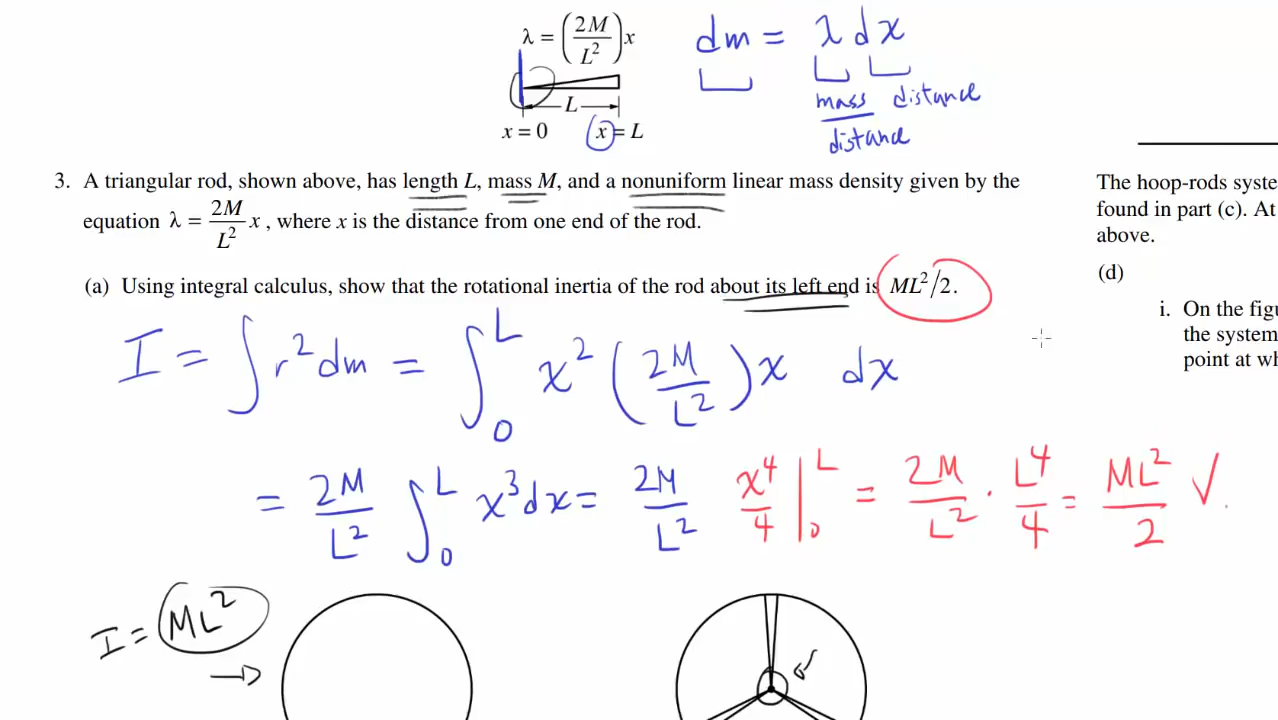 λ = (2M/L²)x
dm = λ dx
mass/distance distance
L
x = 0 x = L
3. A triangular rod, shown above, has length L, mass M, and a nonuniform linear mass density given by the
equation λ = 2M/L² x, where x is the distance from one end of the rod.
(a) Using integral calculus, show that the rotational inertia of the rod about its left end is ML²/2.
I = ∫ r² dm = ∫₀ᴸ x² (2M/L²) x dx
= 2M/L² ∫₀ᴸ x³ dx = 2M/L² x⁴/4 |₀ᴸ = 2M/L² · L⁴/4 = ML²/2 √.
I = ML²
The hoop-rods syste
found in part (c). At
above.
(d)
i. On the figu
the system
point at wh